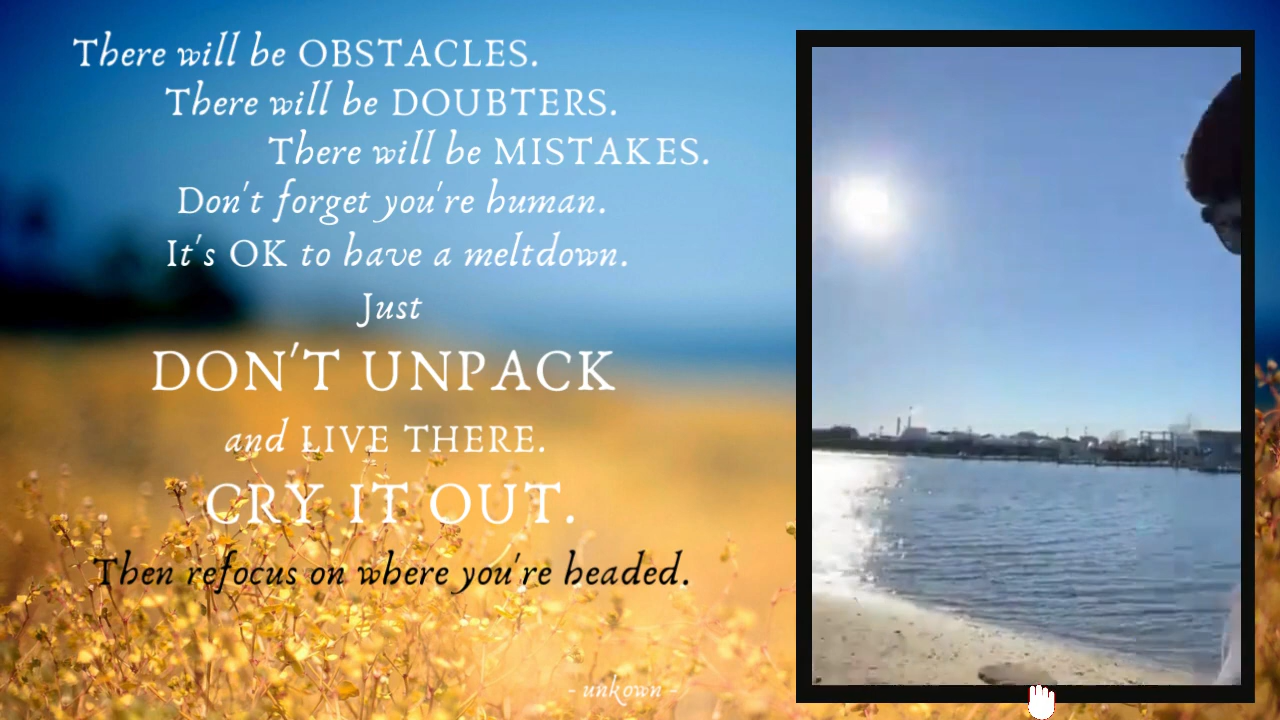 There will be OBSTACLES.
There will be DOUBTERS.
There will be MISTAKES.
Don't forget you're human.
It's OK to have a meltdown.
Just
DON'T UNPACK
and LIVE THERE.
CRY IT OUT.
Then refocus on where you're headed.
- unkown -